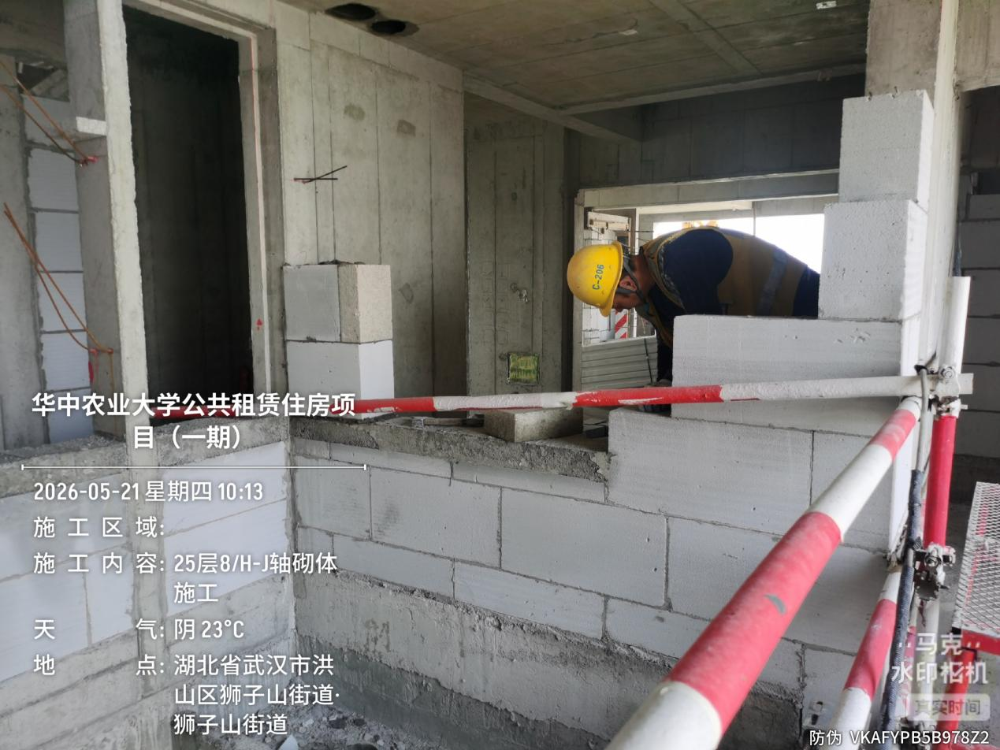 C-206
华中农业大学公共租赁住房项
目（一期）
2026-05-21 星期四 10:13
施工区域:
施工内容: 25层8/H-J轴砌体
施工
天气: 阴 23°C
地点: 湖北省武汉市洪
山区狮子山街道·
狮子山街道
马克
水印相机
真实时间
防伪 VKAFYPB5B978Z2